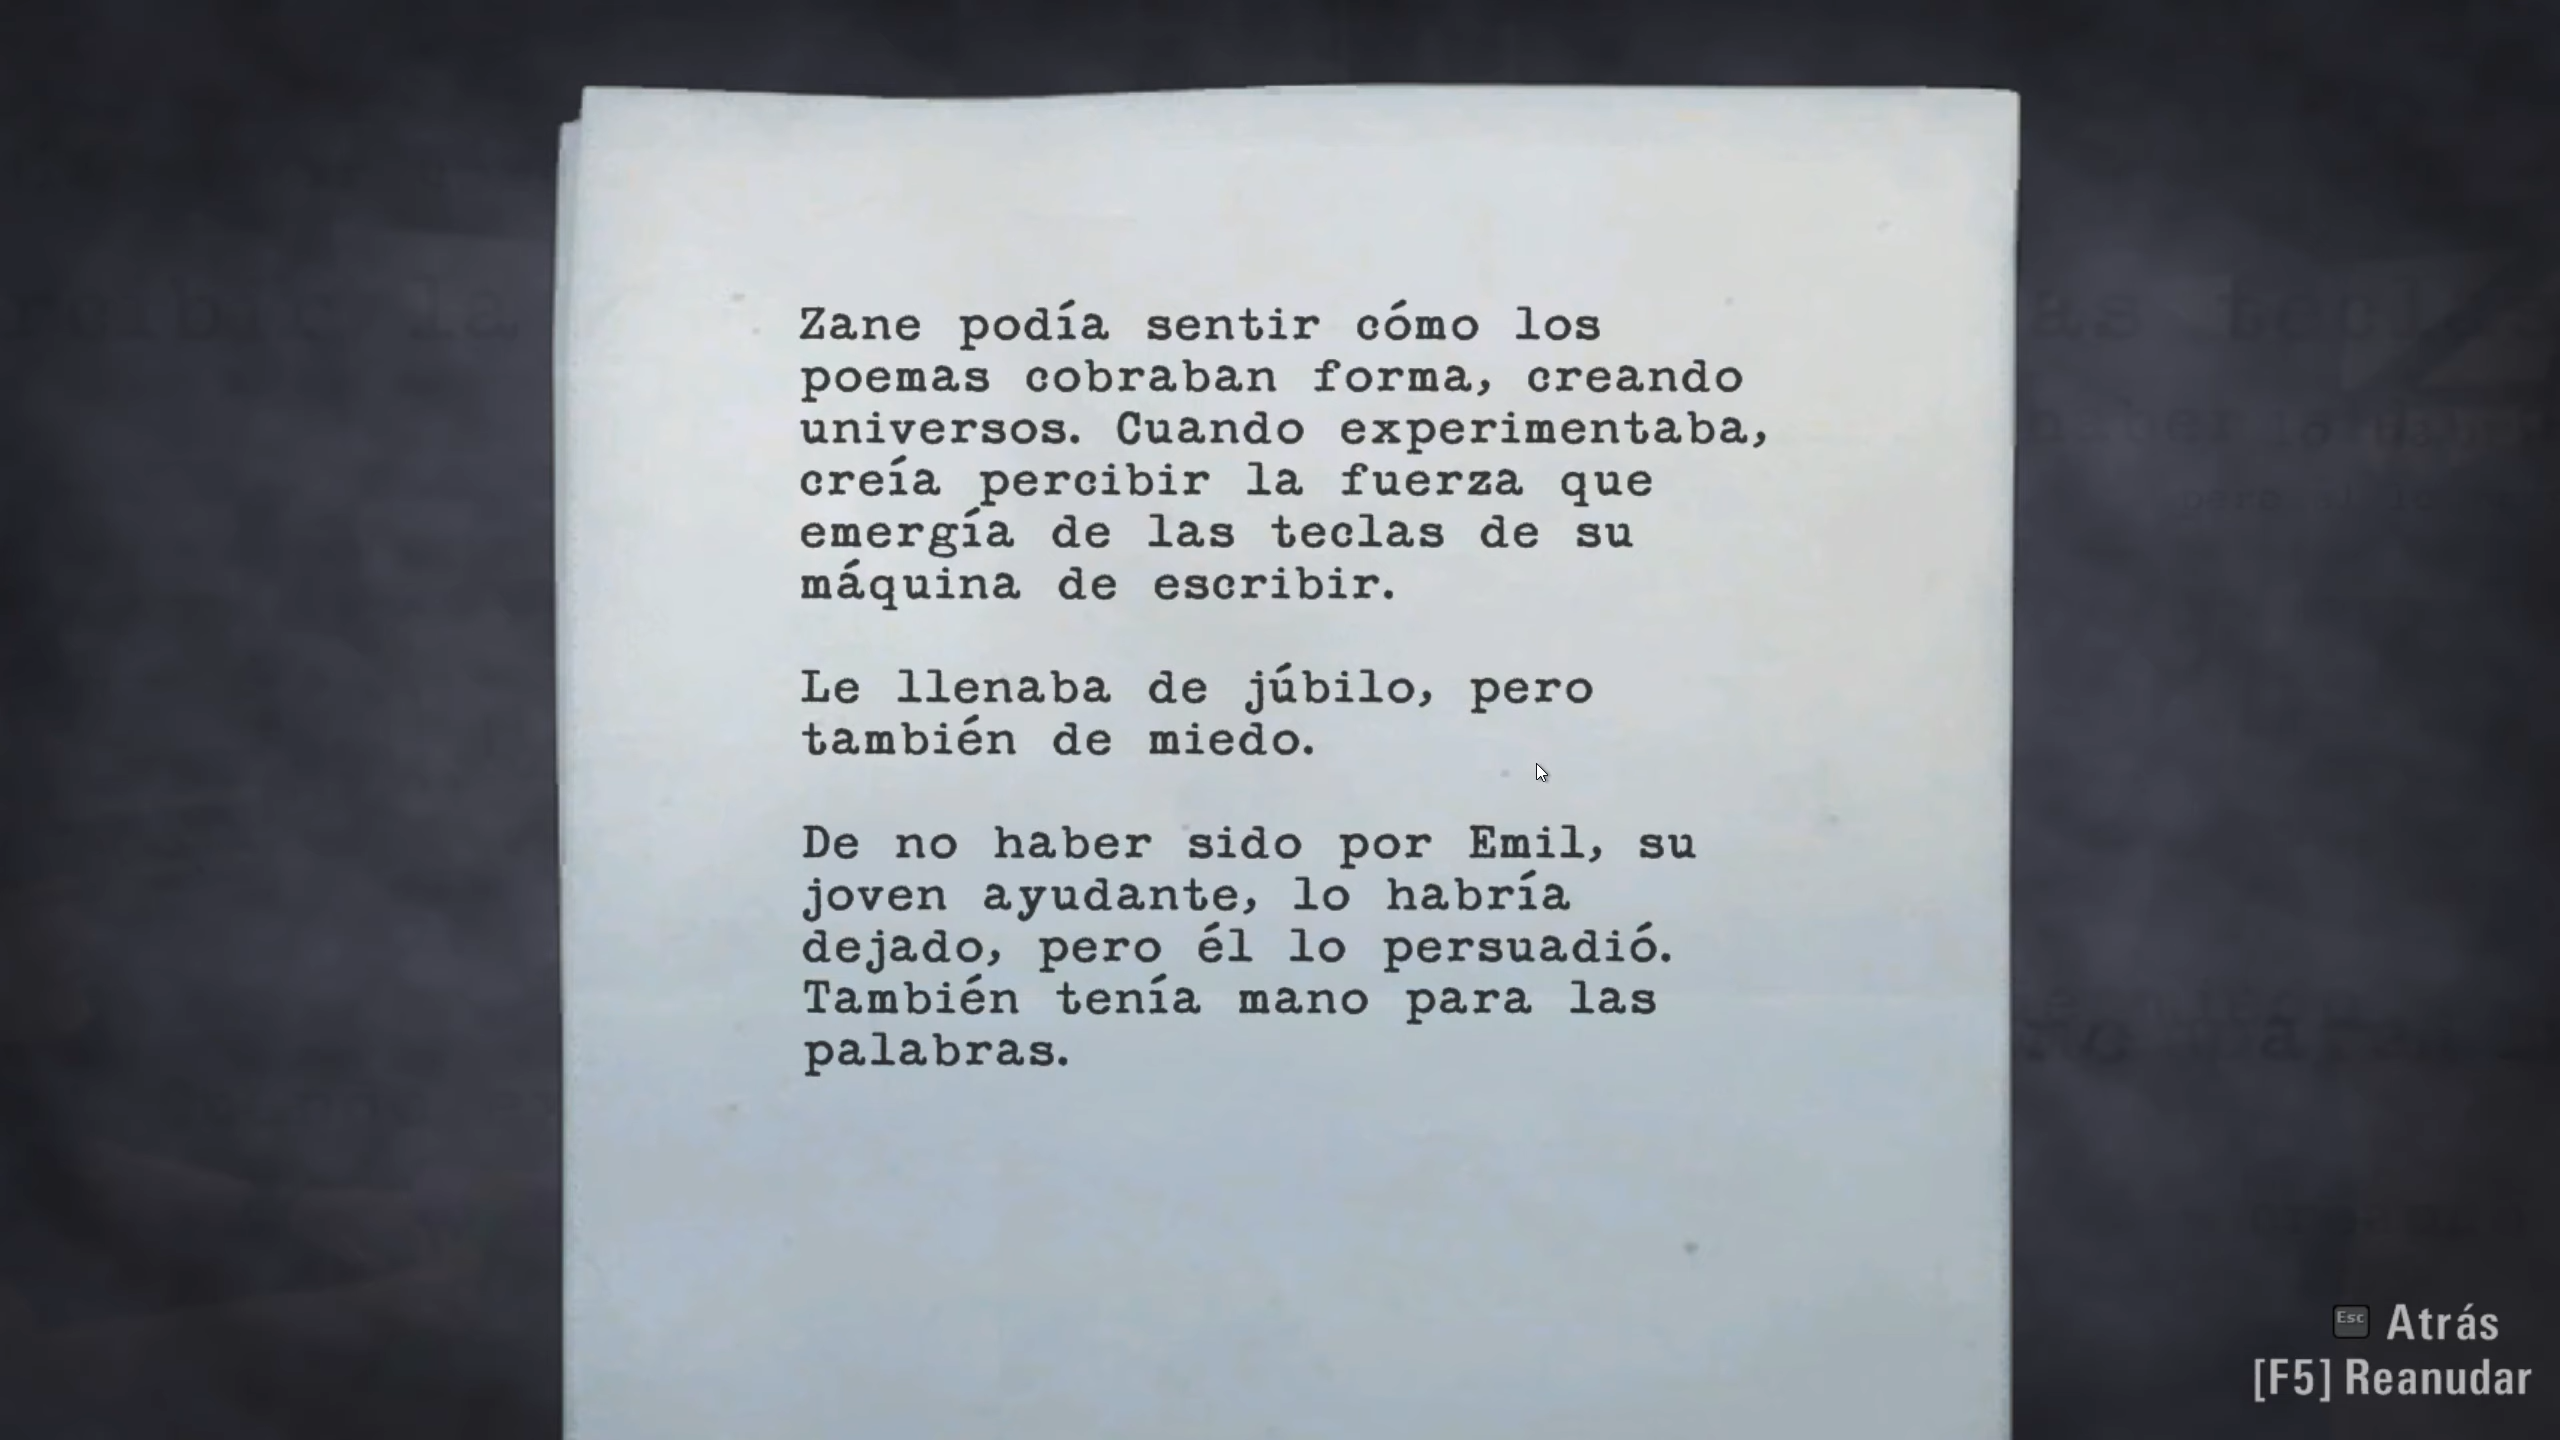 Zane podía sentir cómo los
poemas cobraban forma, creando
universos. Cuando experimentaba,
creía percibir la fuerza que
emergía de las teclas de su
máquina de escribir.
Le llenaba de júbilo, pero
también de miedo.
De no haber sido por Emil, su
joven ayudante, lo habría
dejado, pero él lo persuadió.
También tenía mano para las
palabras.
Esc Atrás
[F5] Reanudar